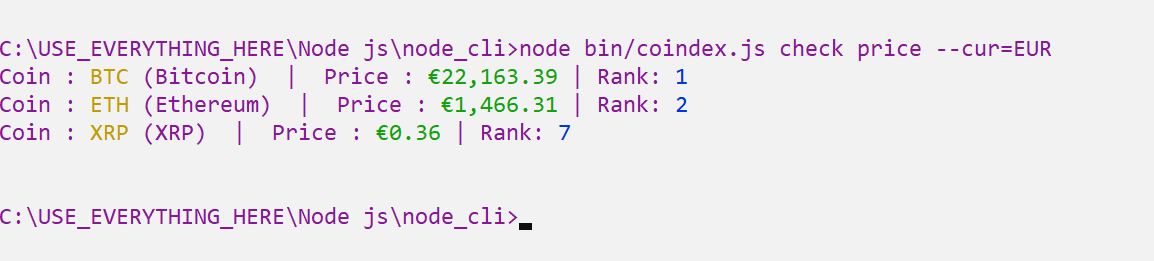 C:\USE_EVERYTHING_HERE\Node js\node_cli>node bin/coindex.js check price --cur=EUR
Coin : BTC (Bitcoin)  |  Price : €22,163.39 | Rank: 1
Coin : ETH (Ethereum)  |  Price : €1,466.31 | Rank: 2
Coin : XRP (XRP)  |  Price : €0.36 | Rank: 7
C:\USE_EVERYTHING_HERE\Node js\node_cli>